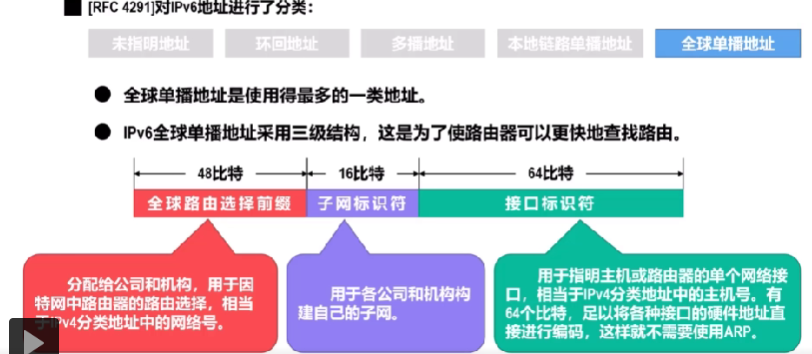 [RFC 4291]对IPv6地址进行了分类：
未指明地址 环回地址 多播地址 本地链路单播地址 全球单播地址
全球单播地址是使用得最多的一类地址。
IPv6全球单播地址采用三级结构，这是为了使路由器可以更快地查找路由。
48比特 16比特 64比特
全球路由选择前缀 子网标识符 接口标识符
分配给公司和机构，用于因
特网中路由器的路由选择，相当
于IPv4分类地址中的网络号。
用于各公司和机构构
建自己的子网。
用于指明主机或路由器的单个网络接
口，相当于IPv4分类地址中的主机号。有
64个比特，足以将各种接口的硬件地址直
接进行编码，这样就不需要使用ARP。